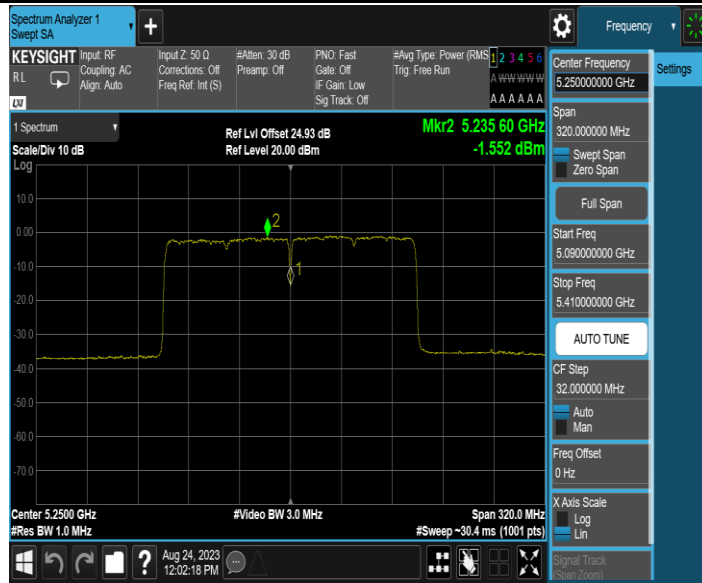 Spectrum Analyzer 1
Swept SA
+
Frequency
KEYSIGHT
RL
LXI
Input: RF
Coupling: AC
Align: Auto
Input Z: 50 Ω
Corrections: Off
Freq Ref: Int (S)
#Atten: 30 dB
Preamp: Off
PNO: Fast
Gate: Off
IF Gain: Low
Sig Track: Off
#Avg Type: Power (RMS
Trig: Free Run
1 2 3 4 5 6
A W W W W W
A A A A A A
1 Spectrum
Scale/Div 10 dB
Log
Ref Lvl Offset 24.93 dB
Ref Level 20.00 dBm
Mkr2 5.235 60 GHz
-1.552 dBm
10.0
0.00
-10.0
-20.0
-30.0
-40.0
-50.0
-60.0
-70.0
2
1
Center 5.2500 GHz
#Res BW 1.0 MHz
#Video BW 3.0 MHz
Span 320.0 MHz
#Sweep ~30.4 ms (1001 pts)
?
Aug 24, 2023
12:02:18 PM
Center Frequency
5.250000000 GHz
Settings
Span
320.000000 MHz
Swept Span
Zero Span
Full Span
Start Freq
5.090000000 GHz
Stop Freq
5.410000000 GHz
AUTO TUNE
CF Step
32.000000 MHz
Auto
Man
Freq Offset
0 Hz
X Axis Scale
Log
Lin
Signal Track
(Span Zoom)